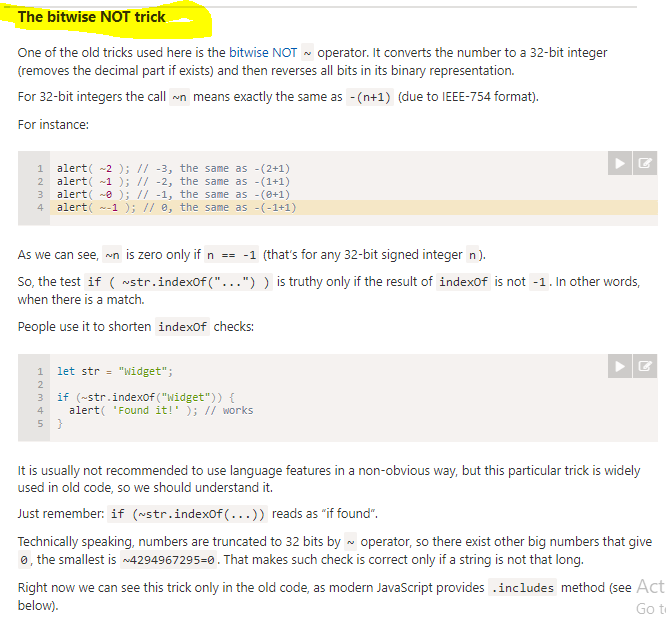 The bitwise NOT trick
One of the old tricks used here is the bitwise NOT ~ operator. It converts the number to a 32-bit integer
(removes the decimal part if exists) and then reverses all bits in its binary representation.
For 32-bit integers the call ~n means exactly the same as -(n+1) (due to IEEE-754 format).
For instance:
1 alert( ~2 ); // -3, the same as -(2+1)
2 alert( ~1 ); // -2, the same as -(1+1)
3 alert( ~0 ); // -1, the same as -(0+1)
4 alert( ~-1 ); // 0, the same as -(-1+1)
As we can see, ~n is zero only if n == -1 (that's for any 32-bit signed integer n).
So, the test if ( ~str.indexOf("...") ) is truthy only if the result of indexOf is not -1. In other words,
when there is a match.
People use it to shorten indexOf checks:
1 let str = "Widget";
2
3 if (~str.indexOf("Widget")) {
4   alert( 'Found it!' ); // works
5 }
It is usually not recommended to use language features in a non-obvious way, but this particular trick is widely
used in old code, so we should understand it.
Just remember: if (~str.indexOf(...)) reads as "if found".
Technically speaking, numbers are truncated to 32 bits by ~ operator, so there exist other big numbers that give
0, the smallest is ~4294967295=0. That makes such check is correct only if a string is not that long.
Right now we can see this trick only in the old code, as modern JavaScript provides .includes method (see
below).
Act
Go t